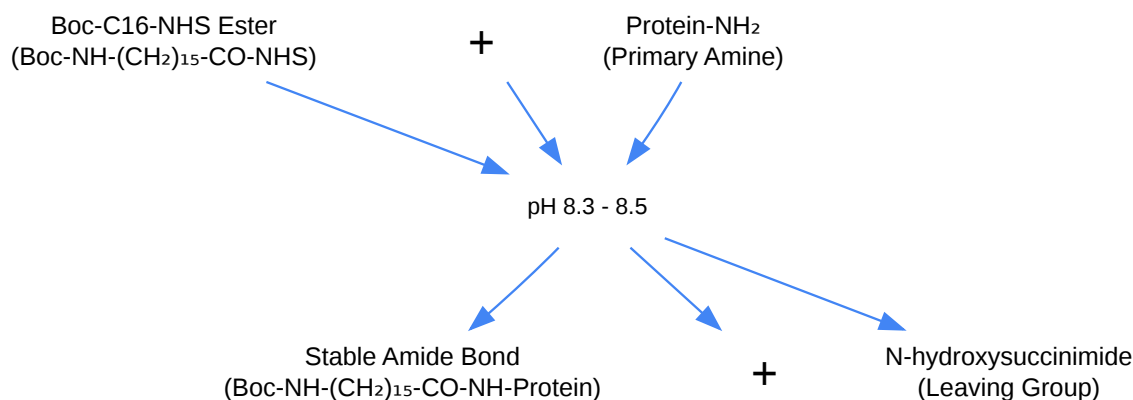 Boc-C16-NHS Ester
(Boc-NH-(CH₂)₁₅-CO-NHS)
+
Protein-NH₂
(Primary Amine)
pH 8.3 - 8.5
Stable Amide Bond
(Boc-NH-(CH₂)₁₅-CO-NH-Protein)
+
N-hydroxysuccinimide
(Leaving Group)